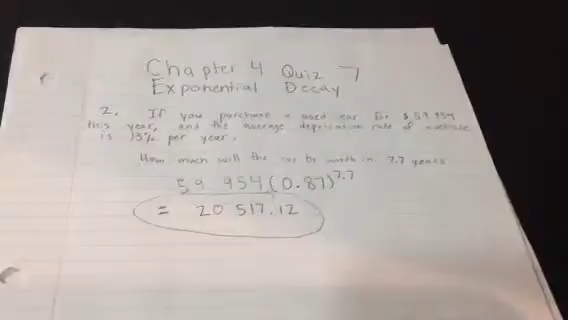 Chapter 4 Quiz 7
Exponential Decay
2. If you purchase a used car for $59 954
this year, and the average depreciation rate of a vehicle
is 13% per year.
How much will the car be worth in 7.7 years
59 954(0.87)^7.7
= 20 517.12